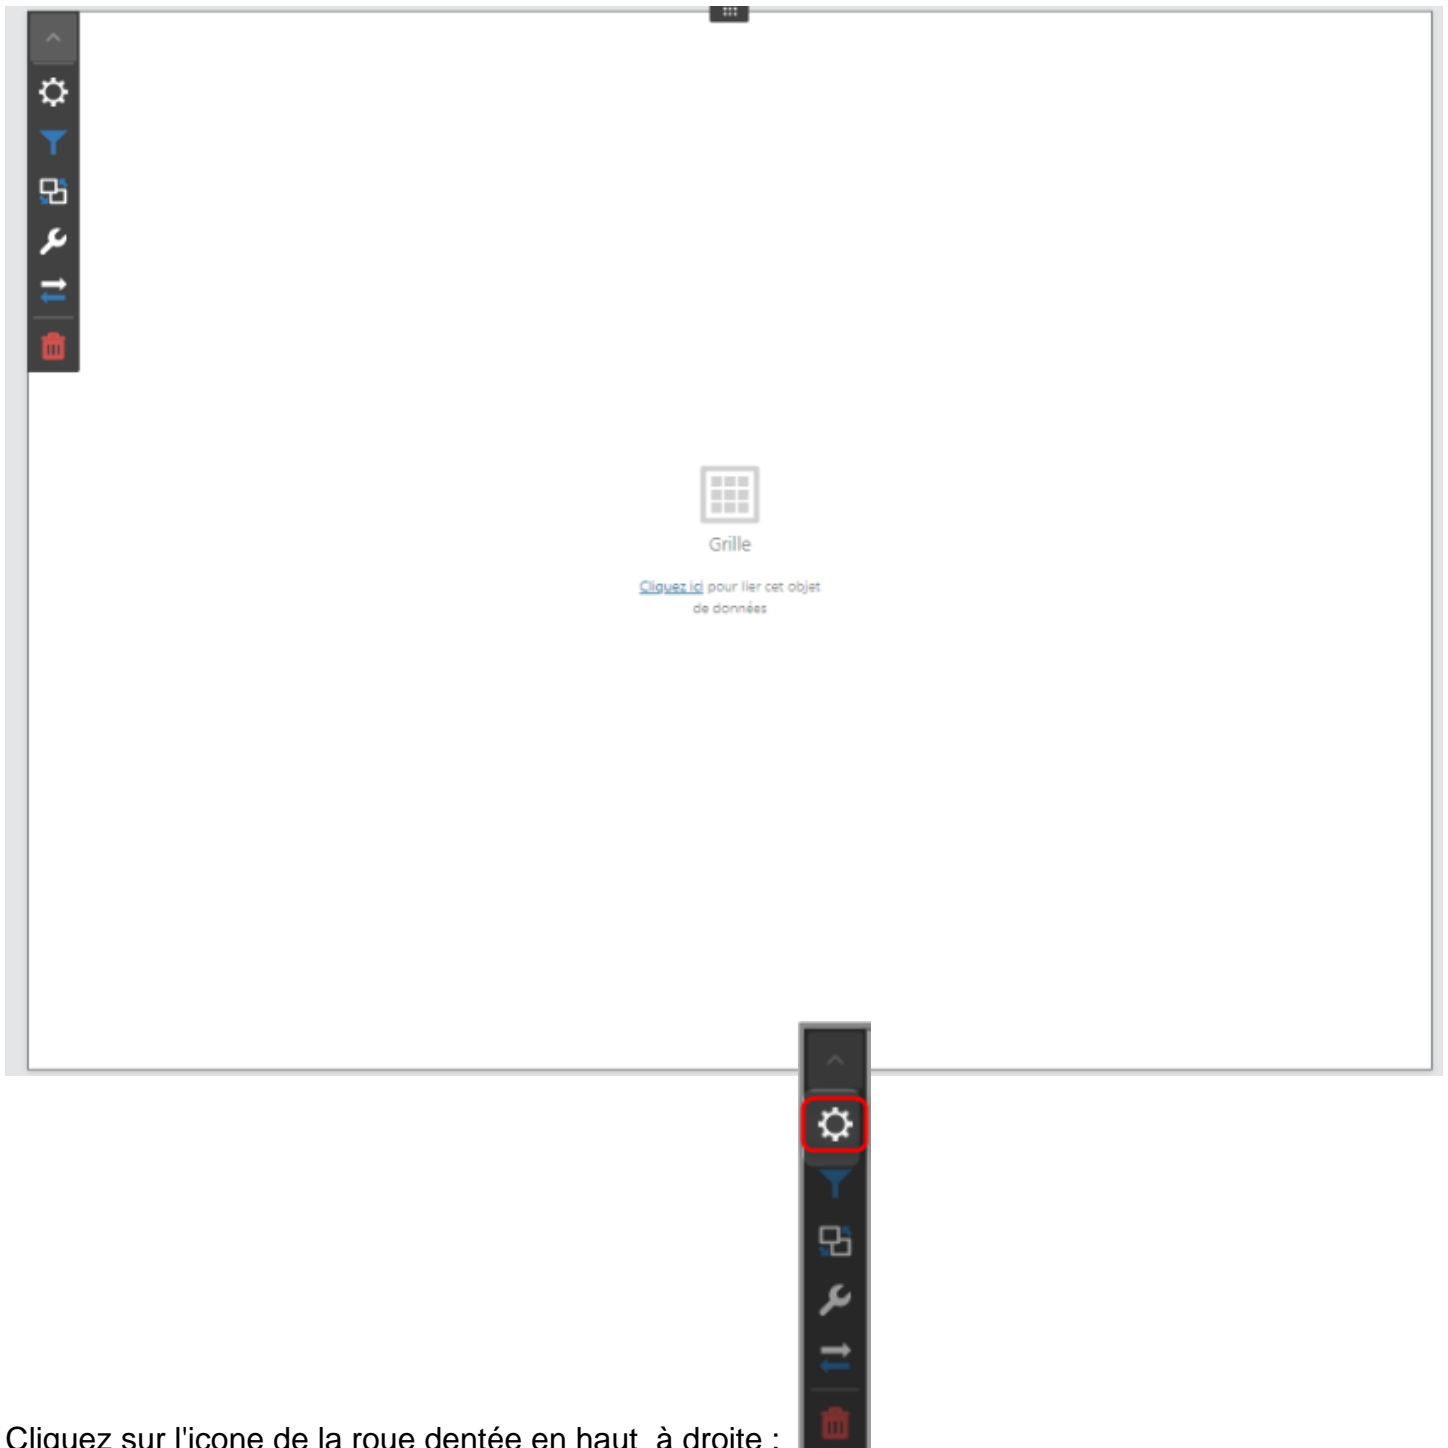 Grille
Cliquez ici pour lier cet objet
de données
Cliquez sur l'icone de la roue dentée en haut à droite :